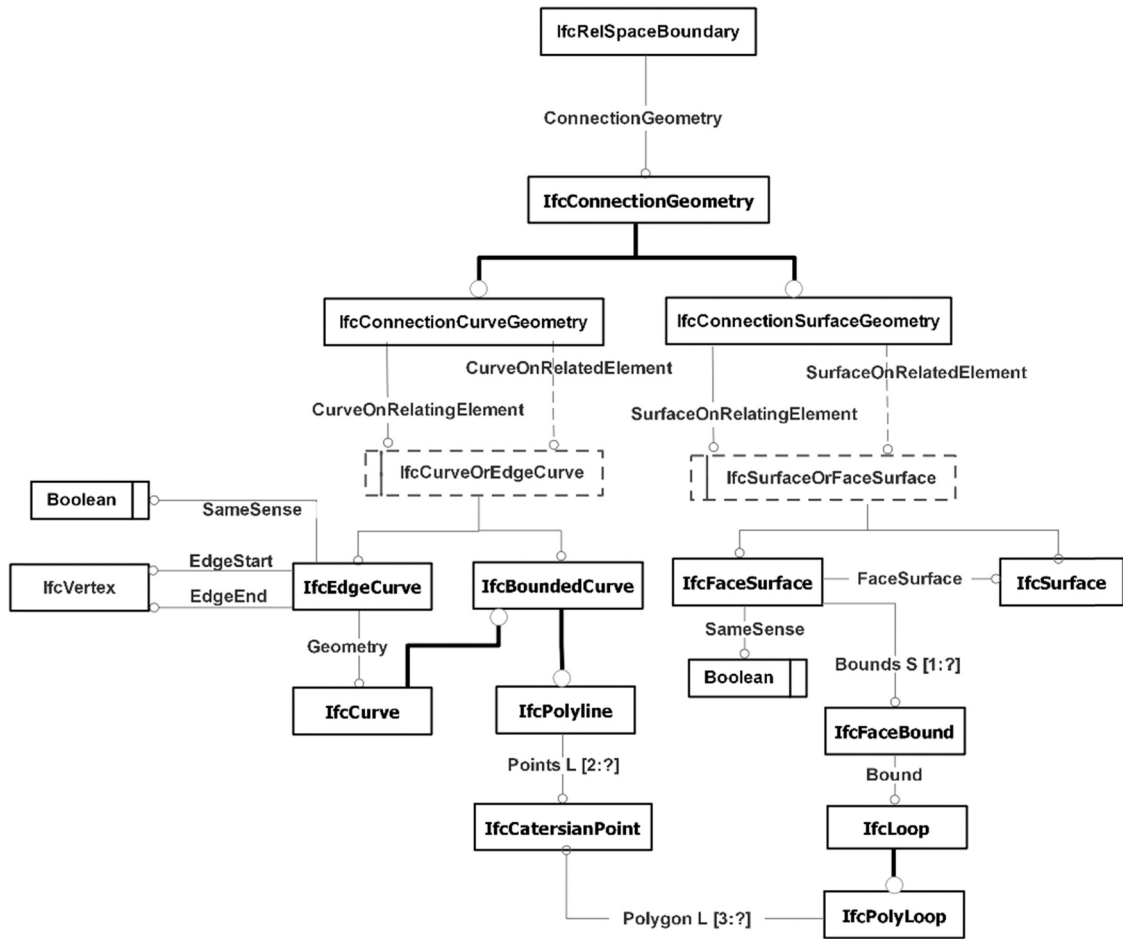 IfcRelSpaceBoundary
ConnectionGeometry
IfcConnectionGeometry
IfcConnectionCurveGeometry
IfcConnectionSurfaceGeometry
CurveOnRelatedElement
SurfaceOnRelatedElement
CurveOnRelatingElement
SurfaceOnRelatingElement
IfcCurveOrEdgeCurve
IfcSurfaceOrFaceSurface
Boolean
SameSense
EdgeStart
IfcVertex
EdgeEnd
IfcEdgeCurve
IfcBoundedCurve
IfcFaceSurface
FaceSurface
IfcSurface
SameSense
Geometry
Bounds S [1:?]
Boolean
IfcCurve
IfcPolyline
IfcFaceBound
Points L [2:?]
Bound
IfcCatersianPoint
IfcLoop
Polygon L [3:?]
IfcPolyLoop